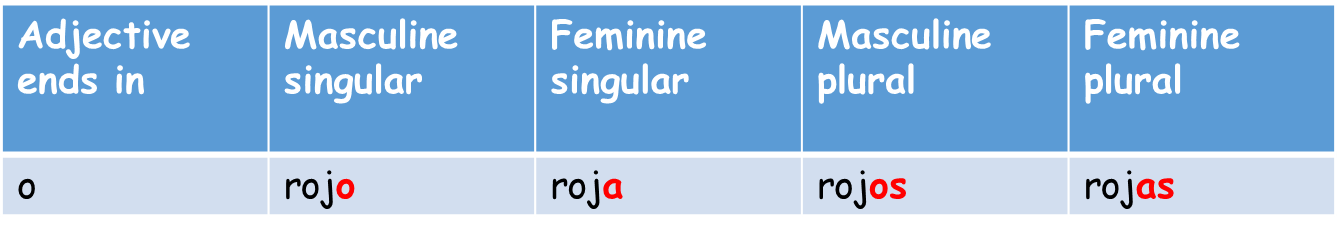 Adjective ends in
Masculine singular
Feminine singular
Masculine plural
Feminine plural
o
rojo
roja
rojos
rojas